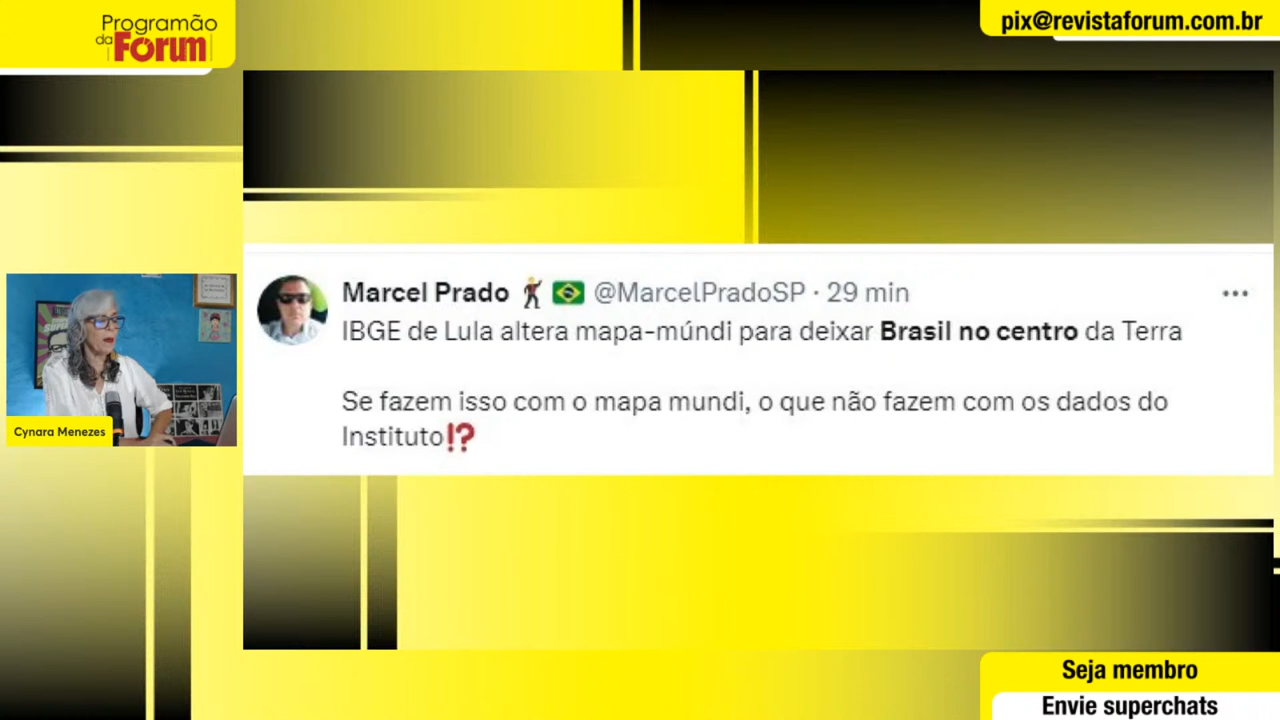 Programão
da Fórum
pix@revistaforum.com.br
Marcel Prado @MarcelPradoSP · 29 min
IBGE de Lula altera mapa-múndi para deixar Brasil no centro da Terra
Se fazem isso com o mapa mundi, o que não fazem com os dados do
Instituto⁉️
Cynara Menezes
Seja membro
Envie superchats